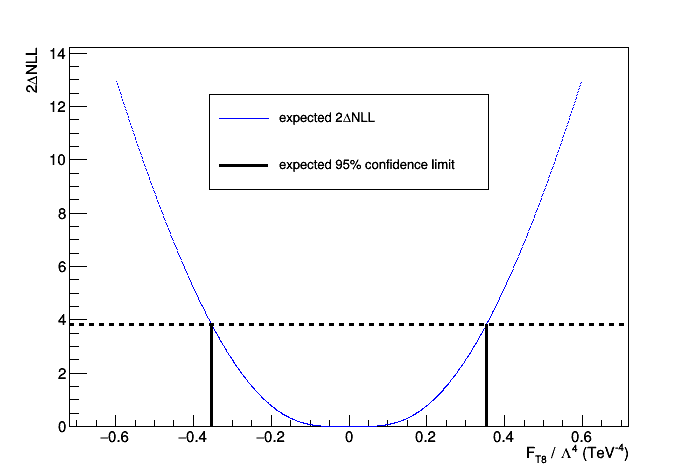 2ΔNLL
14
12
10
8
6
4
2
0
expected 2ΔNLL
expected 95% confidence limit
−0.6 −0.4 −0.2 0 0.2 0.4 0.6
F_T8 / Λ^4 (TeV^-4)